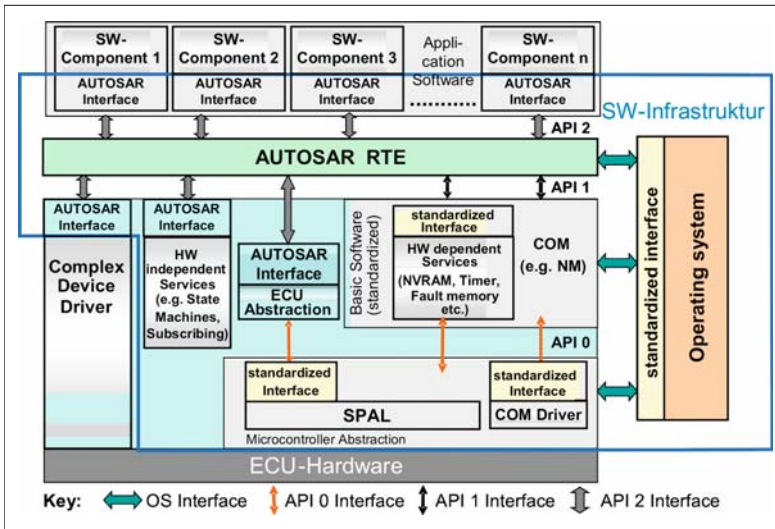 SW-
Component 1
AUTOSAR
Interface
SW-
Component 2
AUTOSAR
Interface
SW-
Component 3
AUTOSAR
Interface
Appli-
cation
Software
..........
SW-
Component n
AUTOSAR
Interface
SW-Infrastruktur
API 2
AUTOSAR RTE
API 1
AUTOSAR
Interface
Complex
Device
Driver
AUTOSAR
Interface
HW
independent
Services
(e.g. State
Machines,
Subscribing)
AUTOSAR
Interface
ECU
Abstraction
Basic Software
(standardized)
standardized
Interface
HW dependent
Services
(NVRAM, Timer,
Fault memory
etc.)
COM
(e.g. NM)
standardized interface
Operating system
API 0
standardized
Interface
SPAL
standardized
Interface
COM Driver
Microcontroller Abstraction
ECU-Hardware
Key: OS Interface API 0 Interface API 1 Interface API 2 Interface